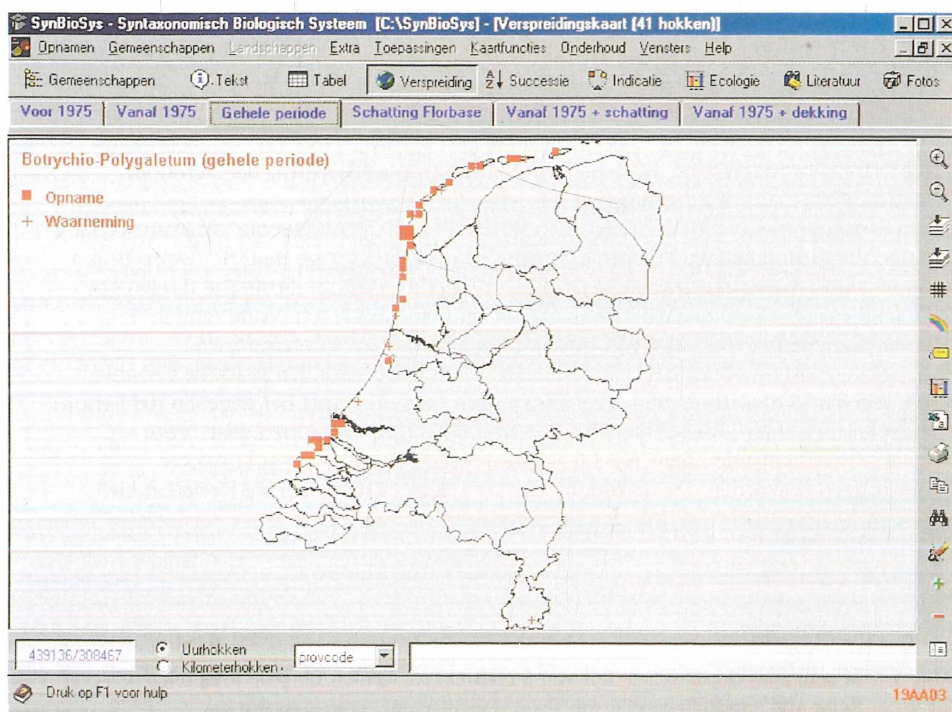 SynBioSys - Syntaxonomisch Biologisch Systeem [C:\SynBioSys] - [Verspreidingskaart (41 hokken)]
Opnamen Gemeenschappen Landschappen Extra Toepassingen Kaartfuncties Onderhoud Vensters Help
Gemeenschappen Tekst Tabel Verspreiding Successie Indicatie Ecologie Literatuur Fotos
Voor 1975 Vanaf 1975 Gehele periode Schatting Florbase Vanaf 1975 + schatting Vanaf 1975 + dekking
Botrychio-Polygaletum (gehele periode)
Opname
Waarneming
439136/308467 Uurhokken provcode
Kilometerhokken
Druk op F1 voor hulp 19AA03